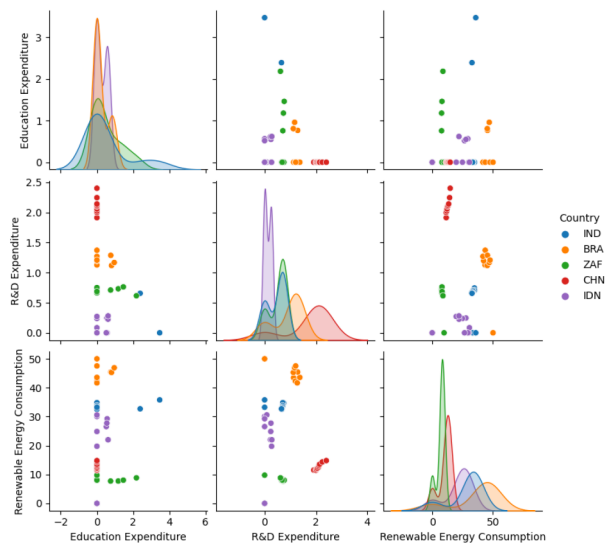 Education Expenditure
3
2
1
0
R&D Expenditure
2.5
2.0
1.5
1.0
0.5
0.0
Country
IND
BRA
ZAF
CHN
IDN
Renewable Energy Consumption
50
40
30
20
10
0
−2 0 2 4 6
0 2 4
0 50
Education Expenditure
R&D Expenditure
Renewable Energy Consumption